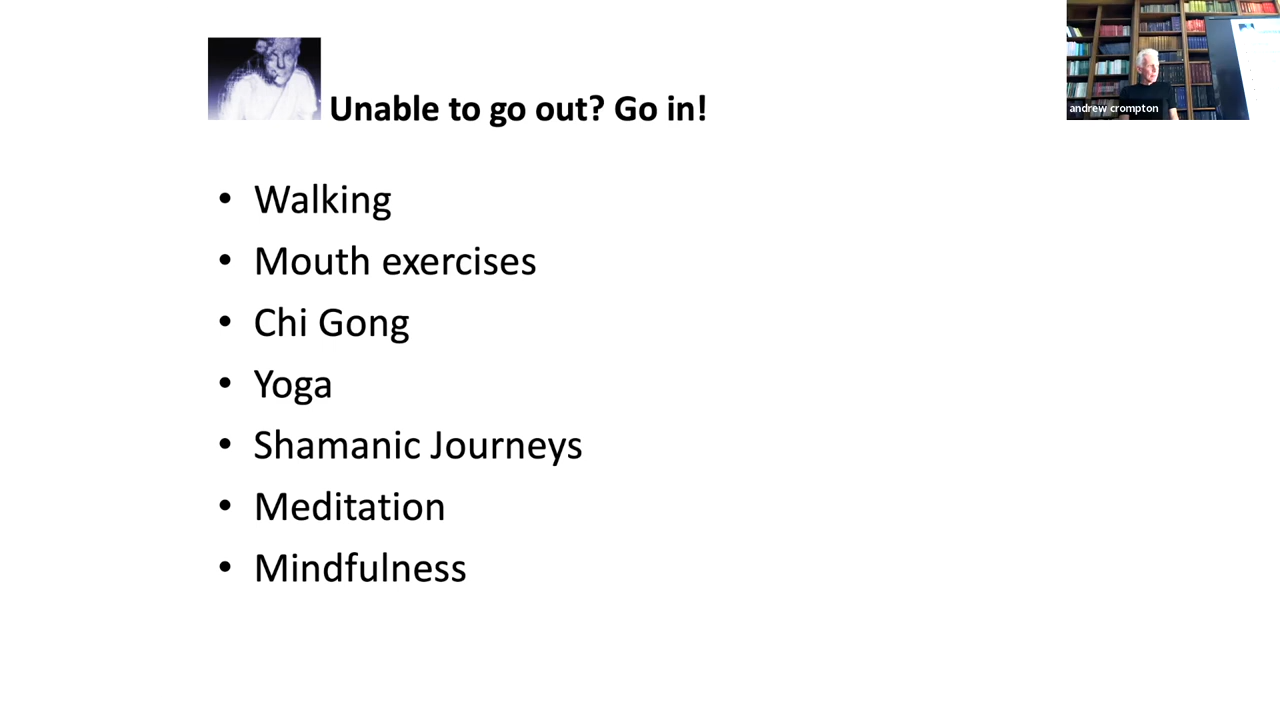 Unable to go out? Go in!
andrew crompton
• Walking
• Mouth exercises
• Chi Gong
• Yoga
• Shamanic Journeys
• Meditation
• Mindfulness